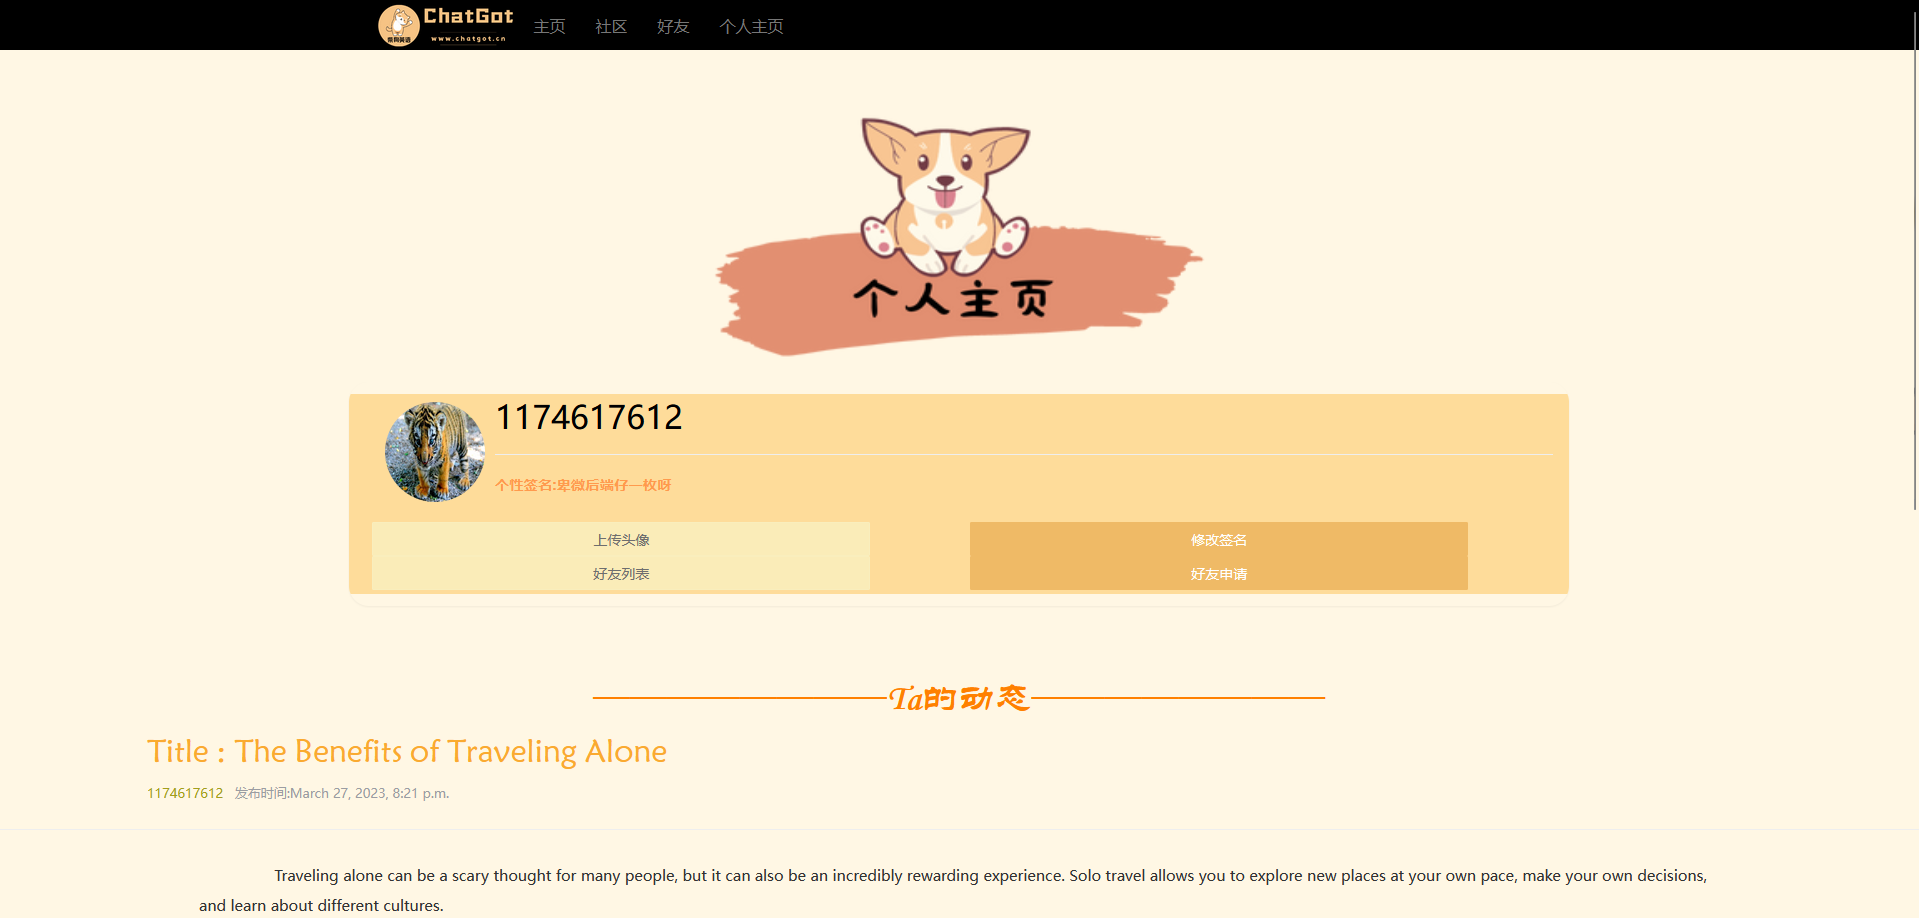 ChatGot
www.chatgot.cn
主页 社区 好友 个人主页
个人主页
1174617612
个性签名:卑微后端仔一枚呀
上传头像 修改签名
好友列表 好友申请
Ta的动态
Title : The Benefits of Traveling Alone
1174617612 发布时间:March 27, 2023, 8:21 p.m.
Traveling alone can be a scary thought for many people, but it can also be an incredibly rewarding experience. Solo travel allows you to explore new places at your own pace, make your own decisions,
and learn about different cultures.